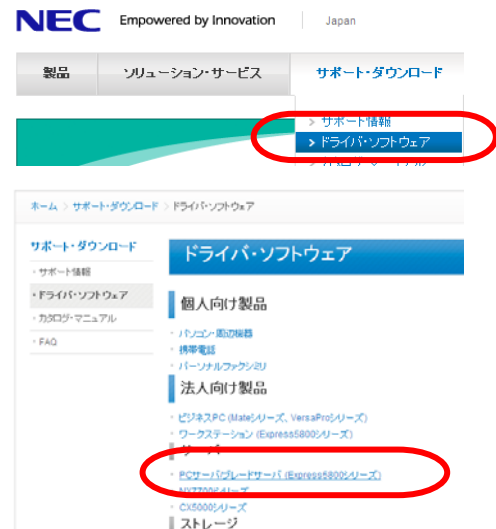 NEC Empowered by Innovation Japan
製品 ソリューション・サービス サポート・ダウンロード
> サポート情報
> ドライバ・ソフトウェア
ホーム > サポート・ダウンロード > ドライバ・ソフトウェア
サポート・ダウンロード
・サポート情報
・ドライバ・ソフトウェア
・カタログ・マニュアル
・FAQ
ドライバ・ソフトウェア
個人向け製品
・パソコン・周辺機器
・携帯電話
・パーソナルファクシミリ
法人向け製品
・ビジネスPC (Mateシリーズ、VersaProシリーズ)
・ワークステーション (Express5800シリーズ)
・PCサーバ/ブレードサーバ (Express5800シリーズ)
・NX7700シリーズ
・CX5000シリーズ
ストレージ